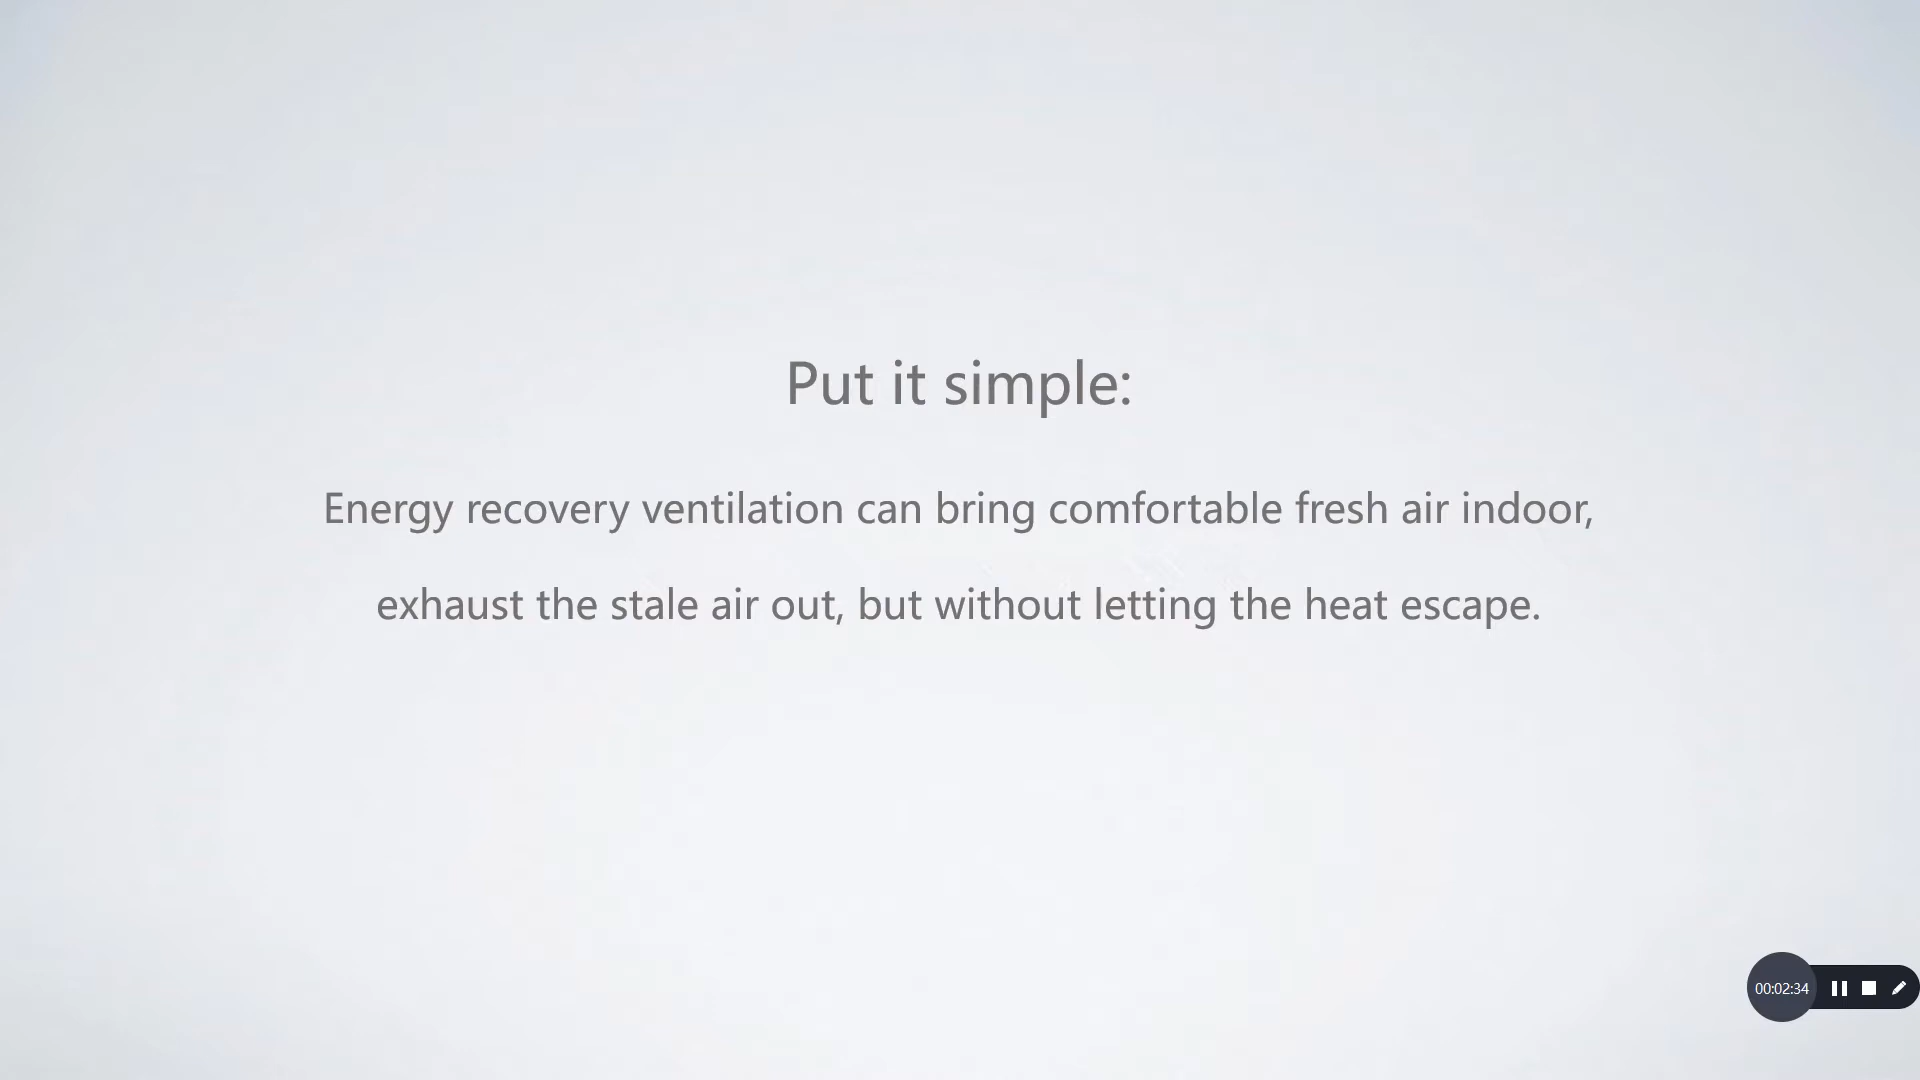 Put it simple:
Energy recovery ventilation can bring comfortable fresh air indoor,
exhaust the stale air out, but without letting the heat escape.
00:02:34